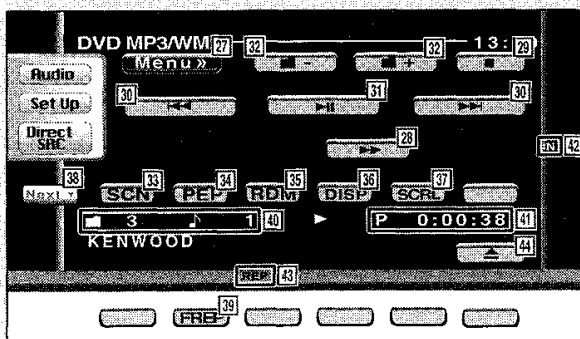 DVD MP3/WM 27 32 32 13: 29
Menu » - +
Audio
Set Up 30 31 30
Direct SRC
28
IN 42
38 33 34 35 36 37
Next SCN REP RDM DISP SCRL
3 1 40 P 0:00:38 41
KENWOOD 44
REP 43
39
FREP